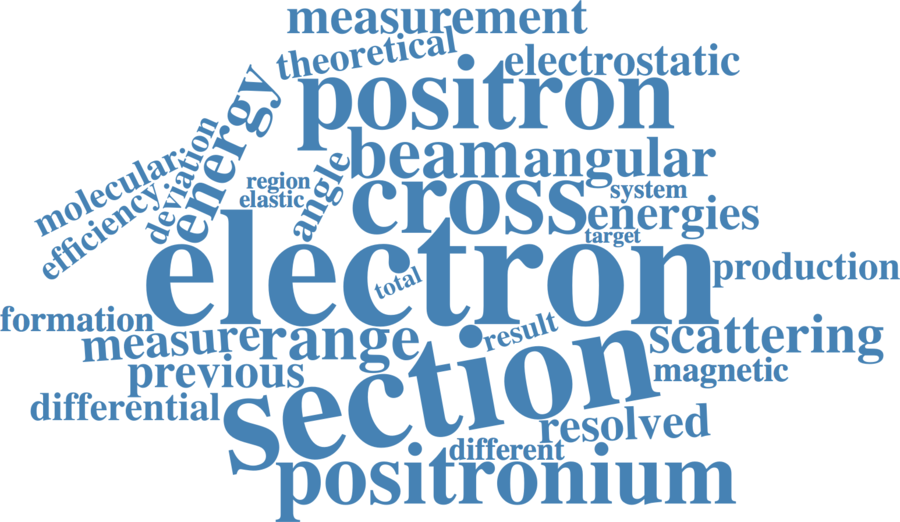 measurement
theoretical
electrostatic
positron
energy
molecular
deviation
efficiency
beam
angular
region
elastic
angle
cross
system
energies
target
electron
total
production
formation
measure
range
result
scattering
previous
section
magnetic
differential
resolved
different
positronium